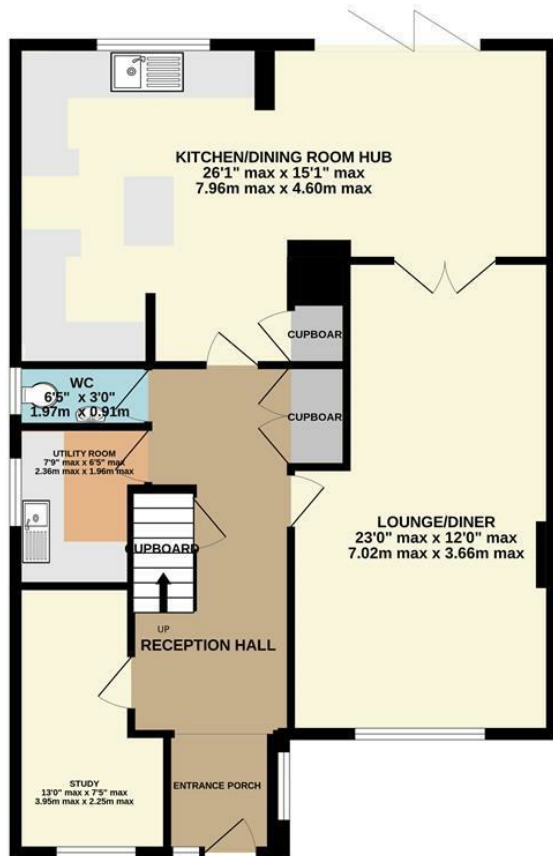 KITCHEN/DINING ROOM HUB
26'1" max x 15'1" max
7.96m max x 4.60m max
CUPBOAR
WC
6'5" x 3'0"
1.97m x 0.91m
CUPBOAR
UTILITY ROOM
7'9" max x 6'5" max
2.36m max x 1.96m max
LOUNGE/DINER
23'0" max x 12'0" max
7.02m max x 3.66m max
CUPBOARD
UP
RECEPTION HALL
STUDY
13'0" max x 7'5" max
3.95m max x 2.25m max
ENTRANCE PORCH